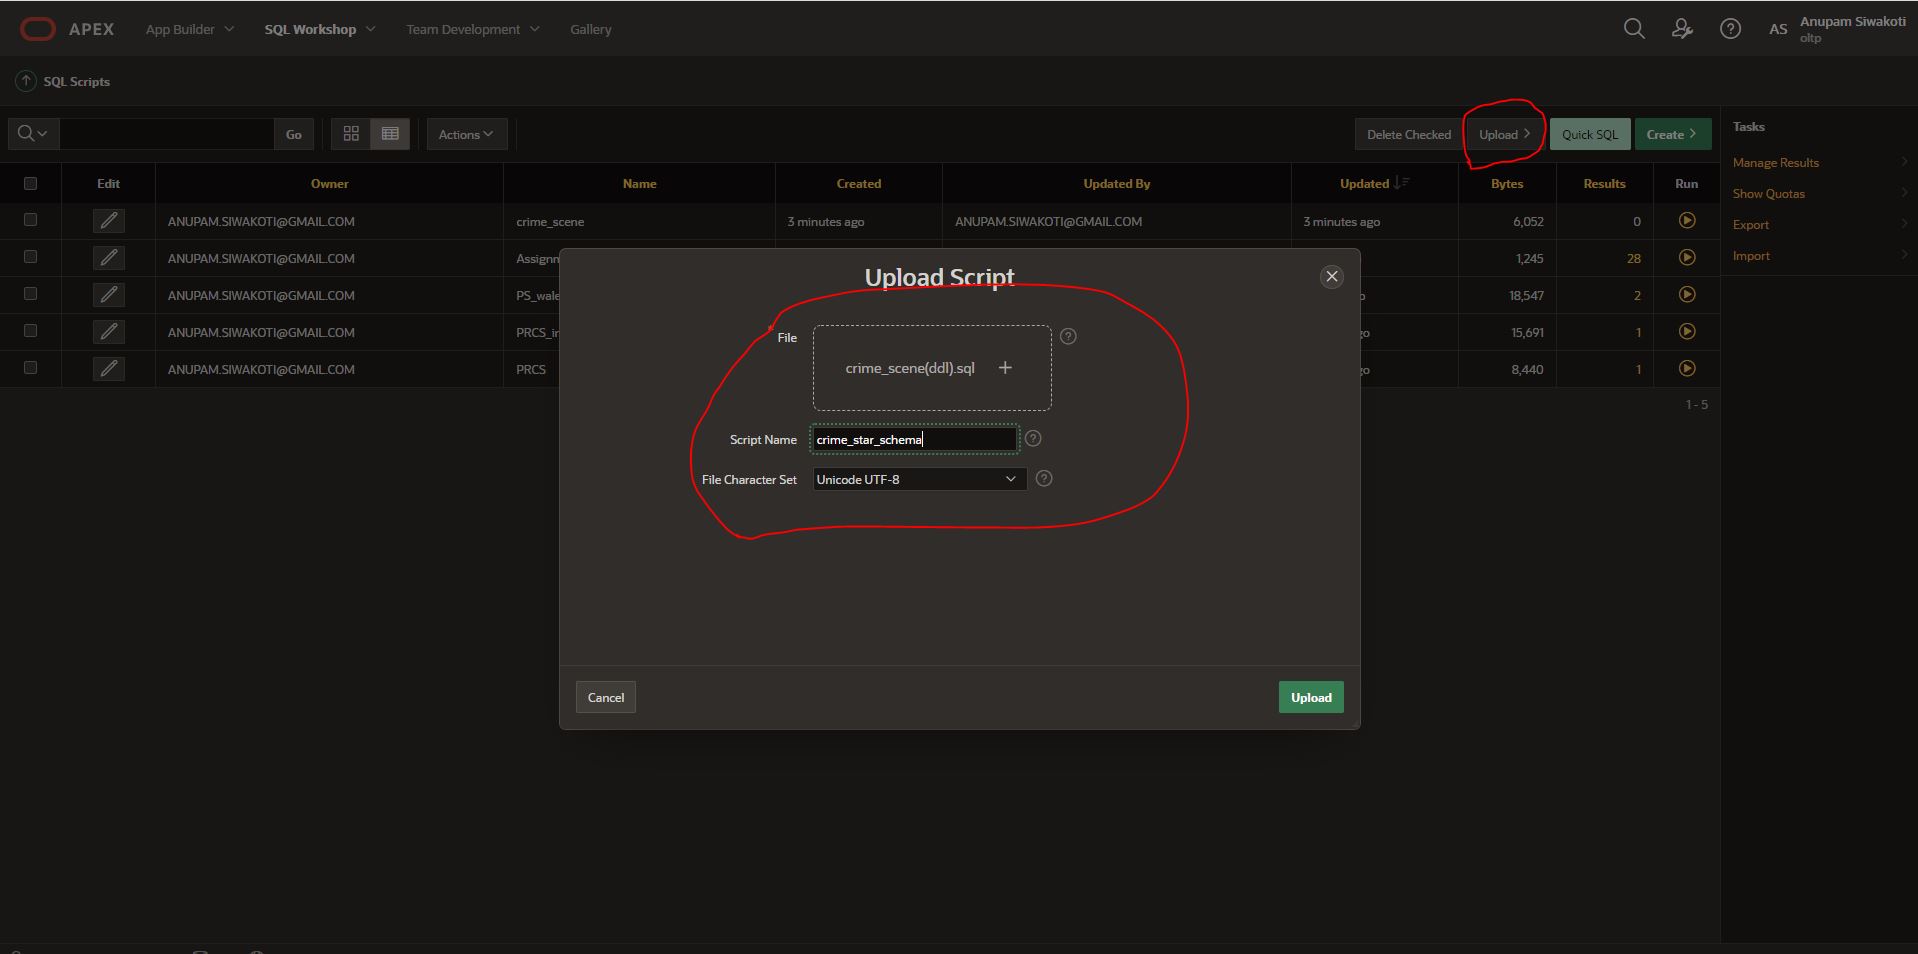 APEX App Builder SQL Workshop Team Development Gallery AS Anupam Siwakoti
oltp
SQL Scripts
Go Actions Delete Checked Upload Quick SQL Create
Tasks
Manage Results
Show Quotas
Export
Import
Edit Owner Name Created Updated By Updated Bytes Results Run
ANUPAM.SIWAKOTI@GMAIL.COM crime_scene 3 minutes ago ANUPAM.SIWAKOTI@GMAIL.COM 3 minutes ago 6,052 0
ANUPAM.SIWAKOTI@GMAIL.COM Assignm 1,245 28
ANUPAM.SIWAKOTI@GMAIL.COM PS_wale 18,547 2
ANUPAM.SIWAKOTI@GMAIL.COM PRCS_in 15,691 1
ANUPAM.SIWAKOTI@GMAIL.COM PRCS 8,440 1
1 - 5
Upload Script
File
crime_scene(ddl).sql +
Script Name crime_star_schema
File Character Set Unicode UTF-8
Cancel Upload